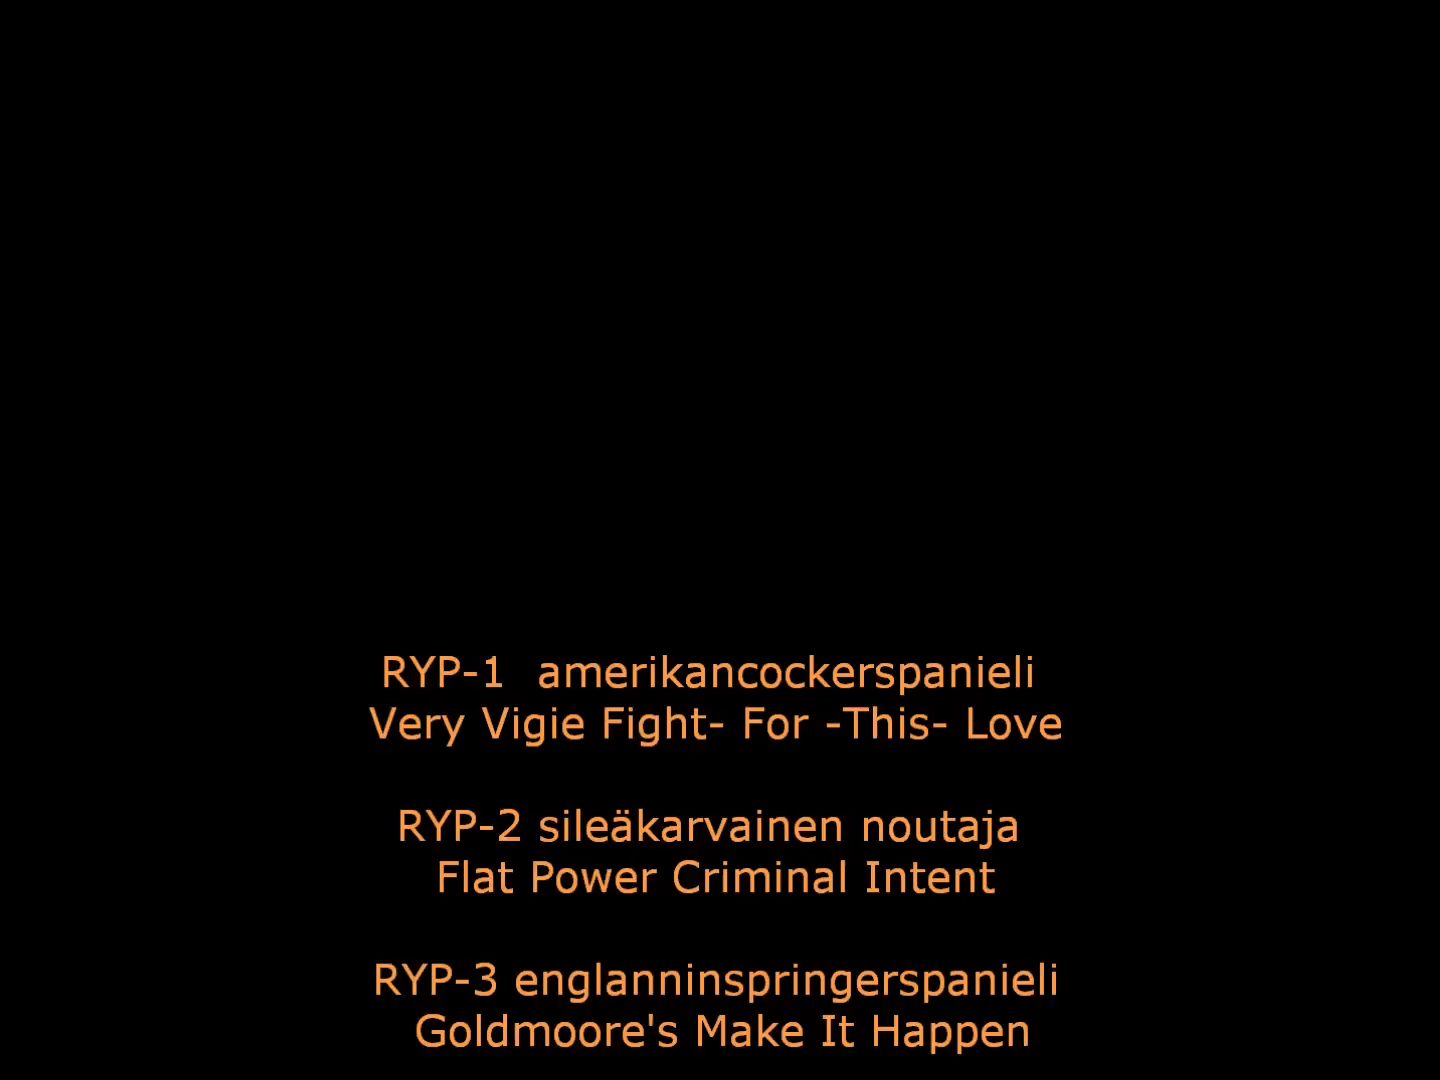 RYP-1 amerikancockerspanieli
Very Vigie Fight- For -This- Love
RYP-2 sileäkarvainen noutaja
Flat Power Criminal Intent
RYP-3 englanninspringerspanieli
Goldmoore's Make It Happen